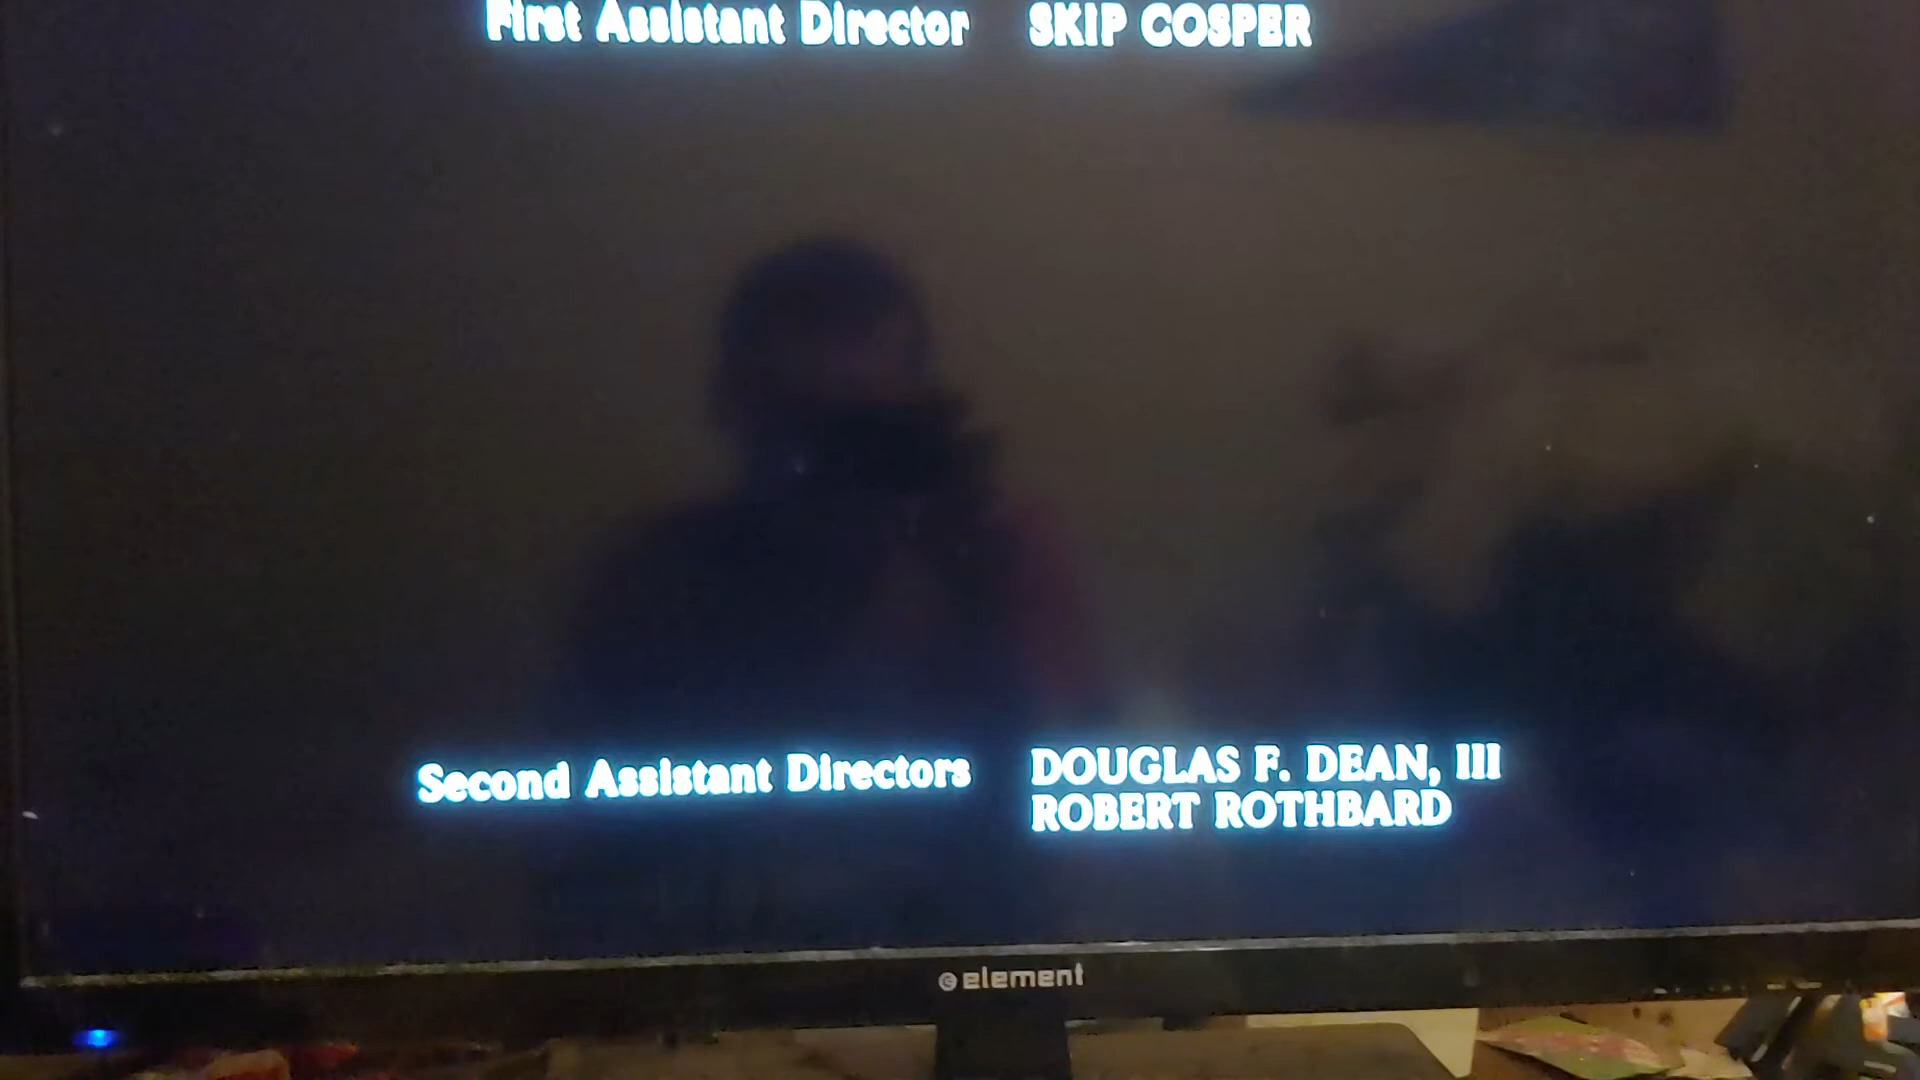 First Assistant Director SKIP COSPER
Second Assistant Directors DOUGLAS F. DEAN, III
ROBERT ROTHBARD
element